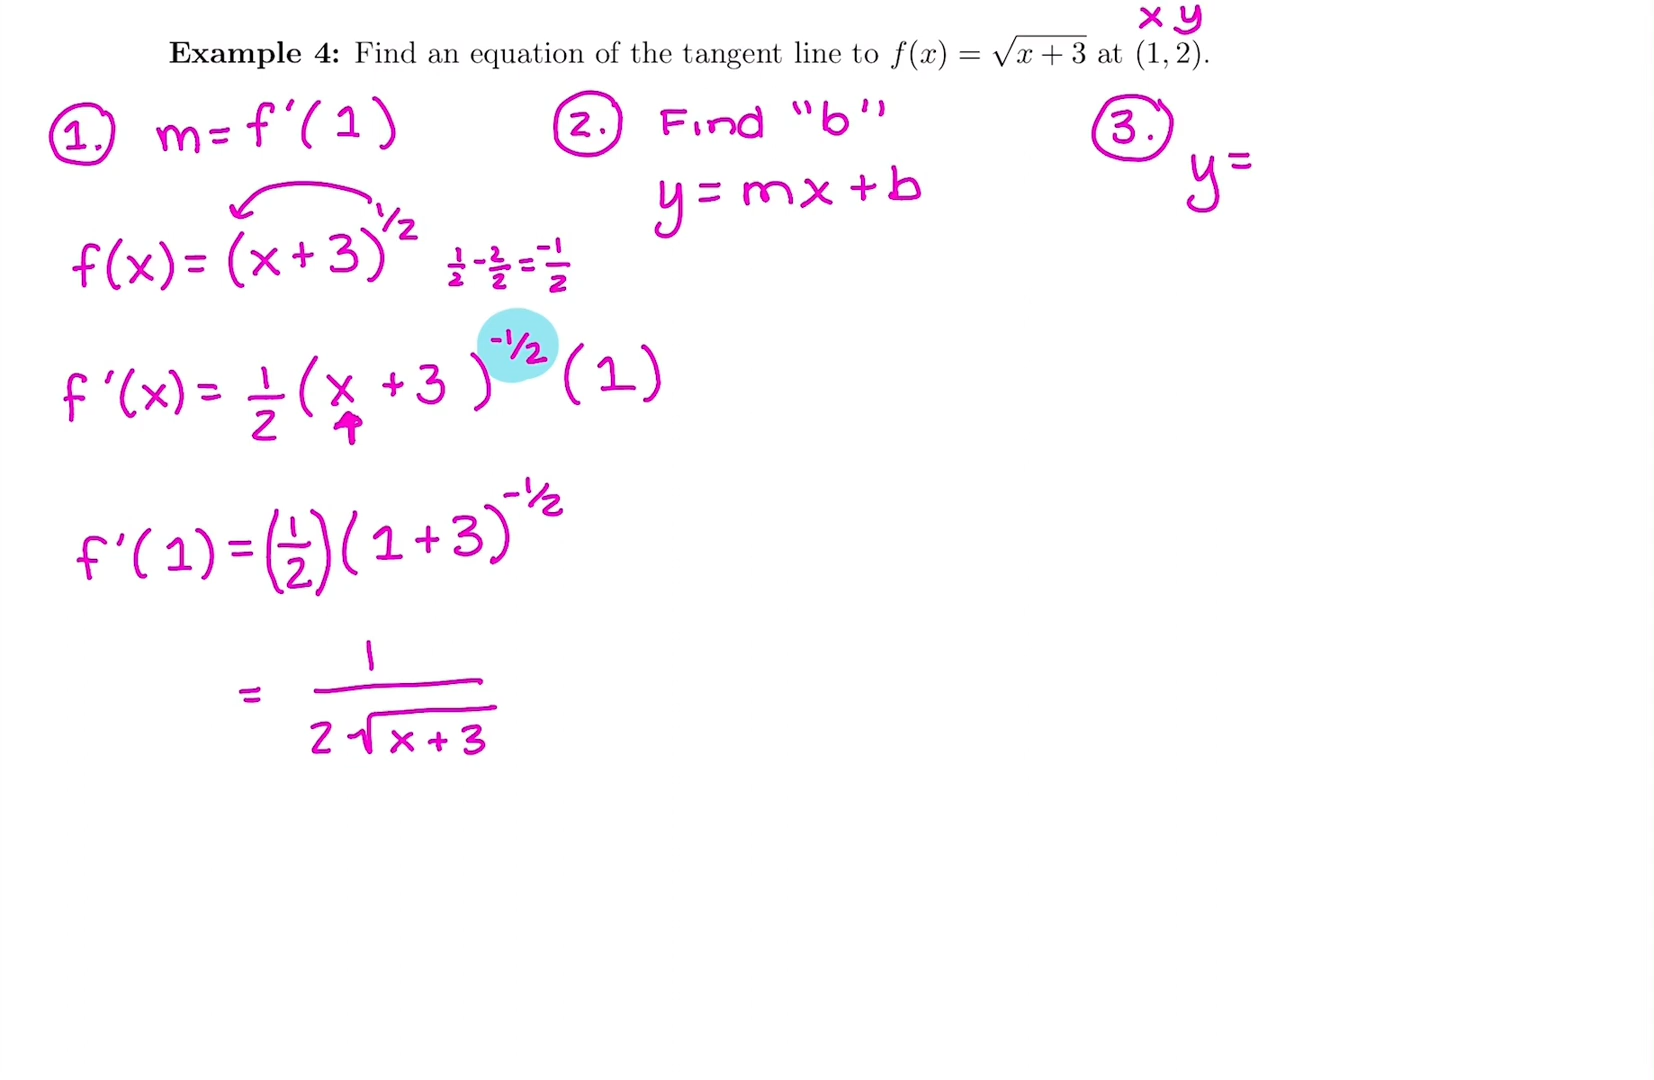 x y
Example 4: Find an equation of the tangent line to f(x) = √(x + 3) at (1, 2).
1. m = f'(1)
2. Find "b"
3.
y = mx + b
y =
f(x) = (x + 3)^1/2
1/2 - 2/2 = -1/2
f'(x) = 1/2 (x + 3)^-1/2 (1)
f'(1) = (1/2)(1 + 3)^-1/2
= 1/(2√(x + 3))